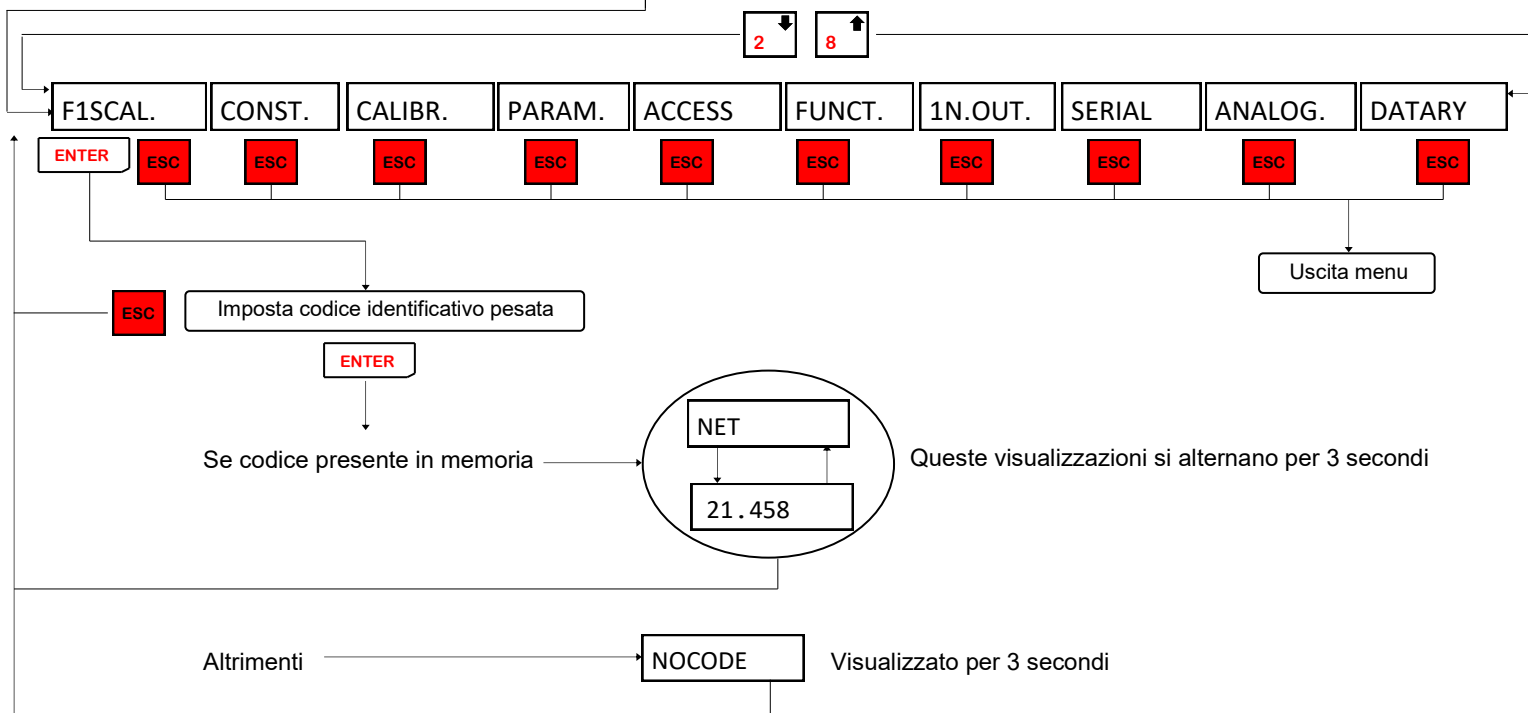 2 8
F1SCAL. CONST. CALIBR. PARAM. ACCESS FUNCT. 1N.OUT. SERIAL ANALOG. DATARY
ENTER ESC ESC ESC ESC ESC ESC ESC ESC ESC ESC
Uscita menu
ESC Imposta codice identificativo pesata
ENTER
NET
Se codice presente in memoria Queste visualizzazioni si alternano per 3 secondi
21.458
Altrimenti NOCODE Visualizzato per 3 secondi